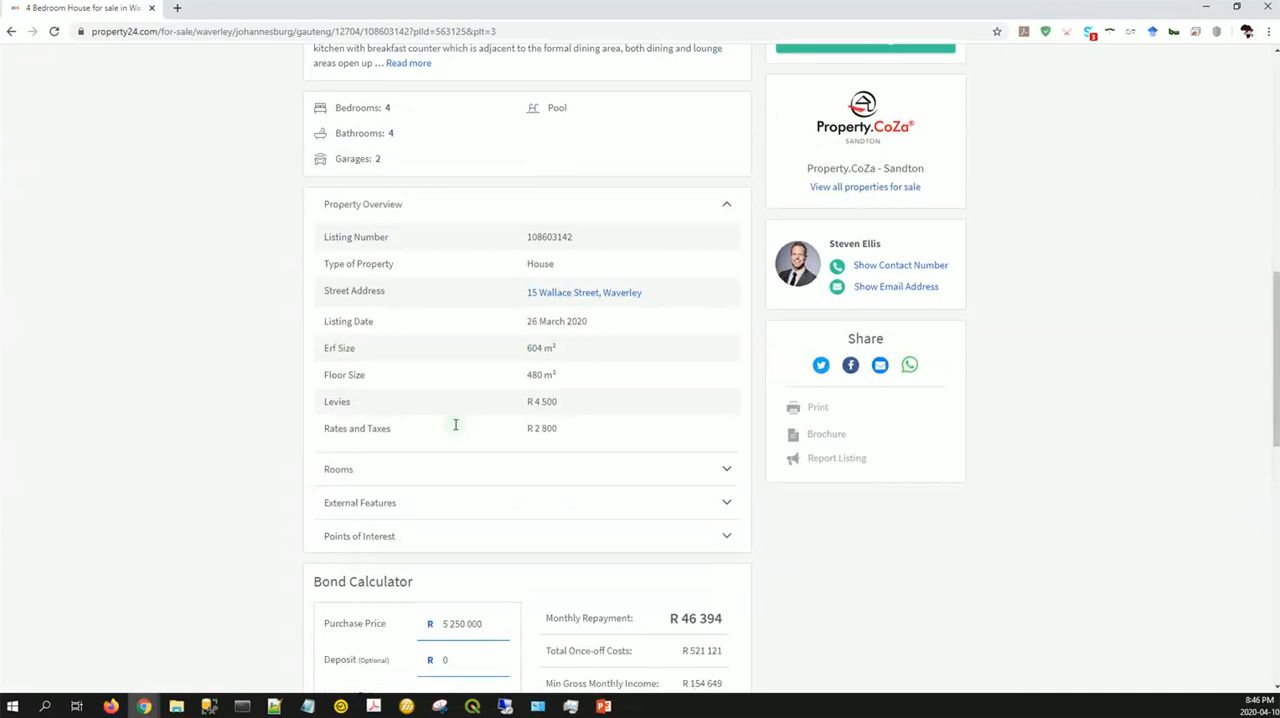 4 Bedroom House for sale in Wa
property24.com/for-sale/waverley/johannesburg/gauteng/12704/108603142?plId=563125&plt=3
kitchen with breakfast counter which is adjacent to the formal dining area, both dining and lounge
areas open up ... Read more
Bedrooms: 4
Pool
Bathrooms: 4
Garages: 2
Property Overview
Listing Number 108603142
Type of Property House
Street Address 15 Wallace Street, Waverley
Listing Date 26 March 2020
Erf Size 604 m²
Floor Size 480 m²
Levies R 4 500
Rates and Taxes R 2 800
Rooms
External Features
Points of Interest
Bond Calculator
Purchase Price R 5 250 000
Deposit (Optional) R 0
Monthly Repayment: R 46 394
Total Once-off Costs: R 521 121
Min Gross Monthly Income: R 154 649
Property.CoZa®
SANDTON
Property.CoZa - Sandton
View all properties for sale
Steven Ellis
Show Contact Number
Show Email Address
Share
Print
Brochure
Report Listing
3
8:46 PM
2020-04-10